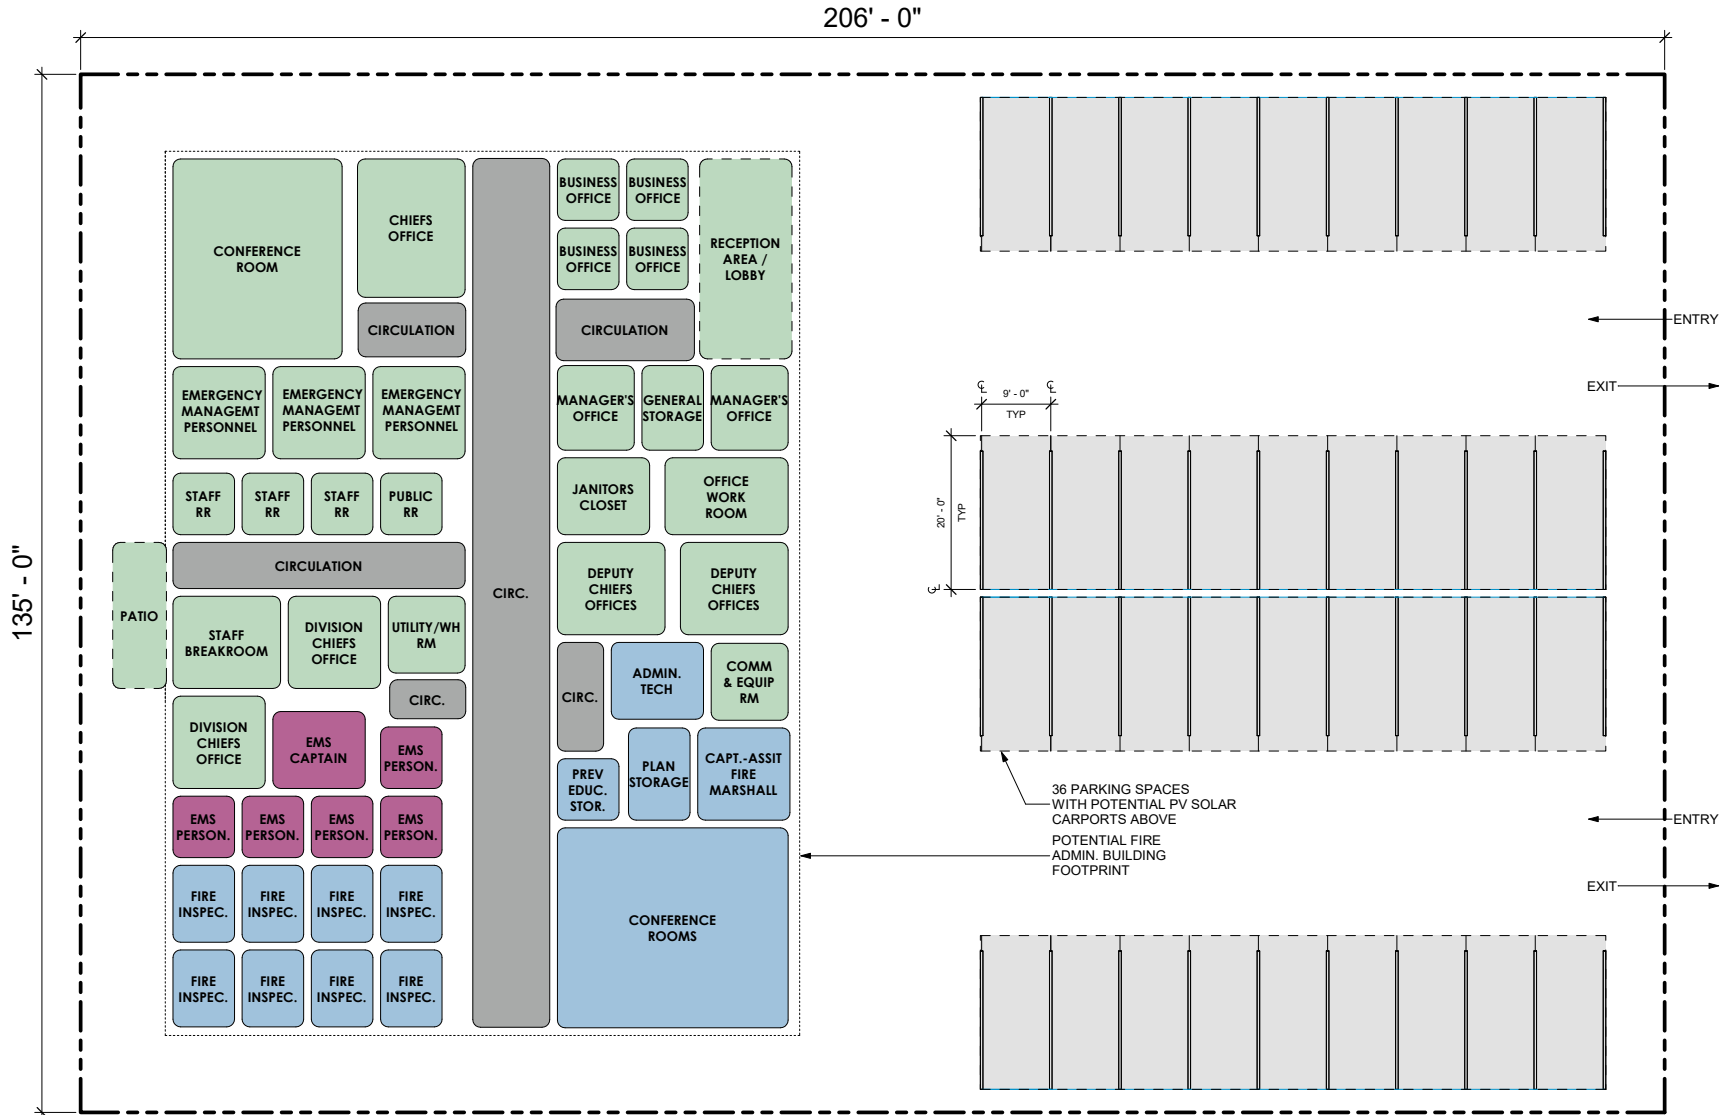 206' - 0"
135' - 0"
CONFERENCE
ROOM
CHIEFS
OFFICE
CIRCULATION
EMERGENCY
MANAGEMT
PERSONNEL
EMERGENCY
MANAGEMT
PERSONNEL
EMERGENCY
MANAGEMT
PERSONNEL
STAFF
RR
STAFF
RR
STAFF
RR
PUBLIC
RR
CIRCULATION
PATIO
STAFF
BREAKROOM
DIVISION
CHIEFS
OFFICE
UTILITY/WH
RM
CIRC.
DIVISION
CHIEFS
OFFICE
EMS
CAPTAIN
EMS
PERSON.
EMS
PERSON.
EMS
PERSON.
EMS
PERSON.
EMS
PERSON.
FIRE
INSPEC.
FIRE
INSPEC.
FIRE
INSPEC.
FIRE
INSPEC.
FIRE
INSPEC.
FIRE
INSPEC.
FIRE
INSPEC.
FIRE
INSPEC.
CIRC.
BUSINESS
OFFICE
BUSINESS
OFFICE
BUSINESS
OFFICE
BUSINESS
OFFICE
RECEPTION
AREA /
LOBBY
CIRCULATION
MANAGER'S
OFFICE
GENERAL
STORAGE
MANAGER'S
OFFICE
JANITORS
CLOSET
OFFICE
WORK
ROOM
DEPUTY
CHIEFS
OFFICES
DEPUTY
CHIEFS
OFFICES
CIRC.
ADMIN.
TECH
COMM
& EQUIP
RM
PREV
EDUC.
STOR.
PLAN
STORAGE
CAPT.-ASSIT
FIRE
MARSHALL
CONFERENCE
ROOMS
ENTRY
EXIT
℄
℄
9' - 0"
TYP
20' - 0"
TYP
℄
36 PARKING SPACES
WITH POTENTIAL PV SOLAR
CARPORTS ABOVE
POTENTIAL FIRE
ADMIN. BUILDING
FOOTPRINT
ENTRY
EXIT